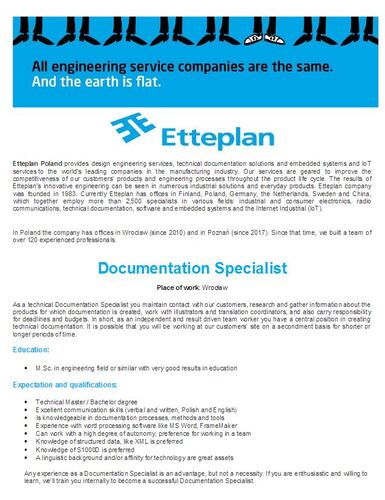 All engineering service companies are the same.
And the earth is flat.
Etteplan
Etteplan Poland provides design engineering services, technical documentation solutions and embedded systems and IoT
services to the world's leading companies in the manufacturing industry. Our services are geared to improve the
competitiveness of our customers' products and engineering processes throughout the product life cycle. The results of
Etteplan's innovative engineering can be seen in numerous industrial solutions and everyday products. Etteplan company
was founded in 1983. Currently Etteplan has offices in Finland, Poland, Germany, the Netherlands, Sweden and China,
which together employ more than 2,500 specialists in various fields: industrial and consumer electronics, radio
communications, technical documentation, software and embedded systems and the Internet Industrial (IoT).
In Poland the company has offices in Wrocław (since 2010) and in Poznań (since 2017). Since that time, we built a team of
over 120 experienced professionals.
Documentation Specialist
Place of work: Wrocław
As a technical Documentation Specialist you maintain contact with our customers, research and gather information about the
products for which documentation is created, work with illustrators and translation coordinators, and also carry responsibility
for deadlines and budgets. In short, as an independent and result driven team worker you have a central position in creating
technical documentation. It is possible that you will be working at our customers' site on a secondment basis for shorter or
longer periods of time.
Education:
• M.Sc. in engineering field or similar with very good results in education
Expectation and qualifications:
• Technical Master / Bachelor degree
• Excellent communication skills (verbal and written, Polish and English)
• Is knowledgeable in documentation processes, methods and tools
• Experience with word processing software like MS Word, FrameMaker
• Can work with a high degree of autonomy; preference for working in a team
• Knowledge of structured data, like XML is preferred
• Knowledge of S1000D is preferred
• A linguistic background and/or affinity for technology are great assets
Any experience as a Documentation Specialist is an advantage, but not a necessity. If you are enthusiastic and willing to
learn, we'll train you internally to become a successful Documentation Specialist.